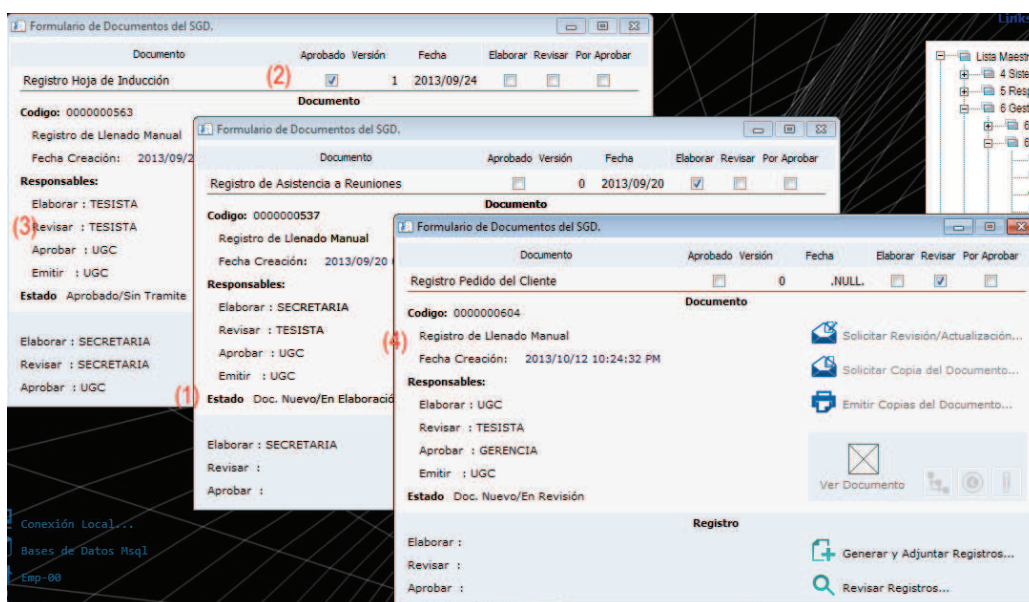 Links
Formulario de Documentos del SGD.
Documento Aprobado Versión Fecha Elaborar Revisar Por Aprobar
Registro Hoja de Inducción (2) 1 2013/09/24
Documento
Codigo: 0000000563
Registro de Llenado Manual
Fecha Creación: 2013/09/2
Responsables:
Elaborar : TESISTA
(3) Revisar : TESISTA
Aprobar : UGC
Emitir : UGC
Estado Aprobado/Sin Tramite
Elaborar : SECRETARIA
Revisar : SECRETARIA
Aprobar : UGC
Formulario de Documentos del SGD.
Documento Aprobado Versión Fecha Elaborar Revisar Por Aprobar
Registro de Asistencia a Reuniones 0 2013/09/20
Documento
Codigo: 0000000537
Registro de Llenado Manual
Fecha Creación: 2013/09/20
Responsables:
Elaborar : SECRETARIA
Revisar : TESISTA
Aprobar : UGC
Emitir : UGC
(1) Estado Doc. Nuevo/En Elaboració
Elaborar : SECRETARIA
Revisar :
Aprobar :
Formulario de Documentos del SGD.
Documento Aprobado Versión Fecha Elaborar Revisar Por Aprobar
Registro Pedido del Cliente 0 .NULL.
Documento
Codigo: 0000000604
Registro de Llenado Manual
(4) Fecha Creación: 2013/10/12 10:24:32 PM
Responsables:
Elaborar : UGC
Revisar : TESISTA
Aprobar : GERENCIA
Emitir : UGC
Estado Doc. Nuevo/En Revisión
Solicitar Revisión/Actualización...
Solicitar Copia del Documento...
Emitir Copias del Documento...
Ver Documento
Registro
Elaborar :
Revisar :
Aprobar :
Generar y Adjuntar Registros...
Revisar Registros...
Lista Maestr
4 Siste
5 Resp
6 Gest
6
6
Conexión Local...
Bases de Datos Msql
Emp-00